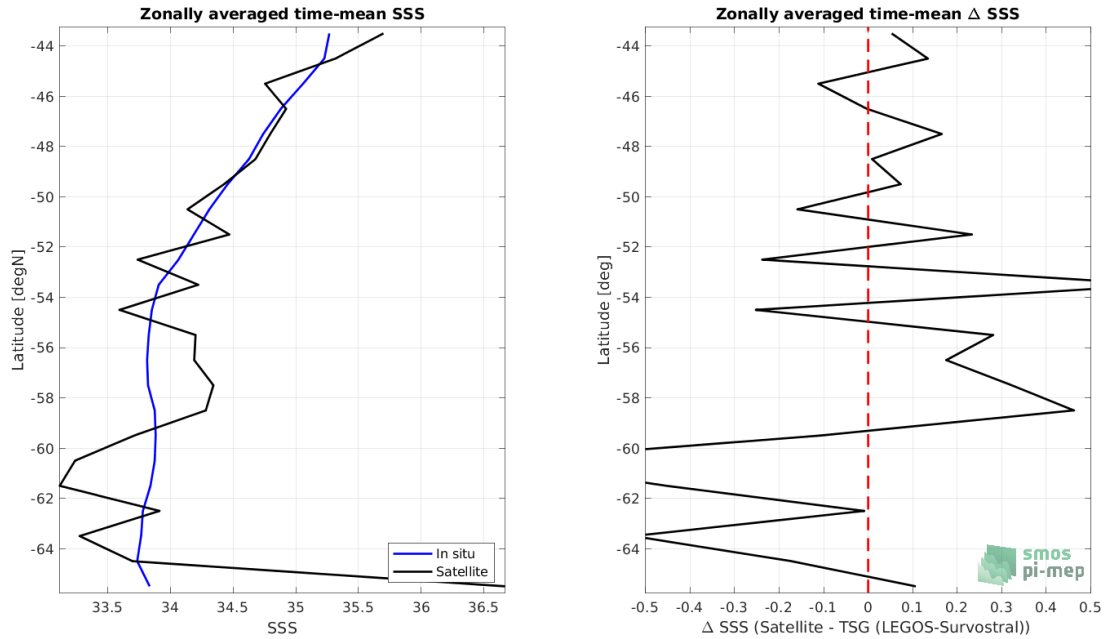 Zonally averaged time-mean SSS
-44
-46
-48
-50
-52
-54
-56
-58
-60
-62
-64
Latitude [degN]
33.5 34 34.5 35 35.5 36 36.5
SSS
In situ
Satellite
Zonally averaged time-mean Δ SSS
-44
-46
-48
-50
-52
-54
-56
-58
-60
-62
-64
Latitude [deg]
-0.5 -0.4 -0.3 -0.2 -0.1 0 0.1 0.2 0.3 0.4 0.5
Δ SSS (Satellite - TSG (LEGOS-Survostral))
smos
pi-mep